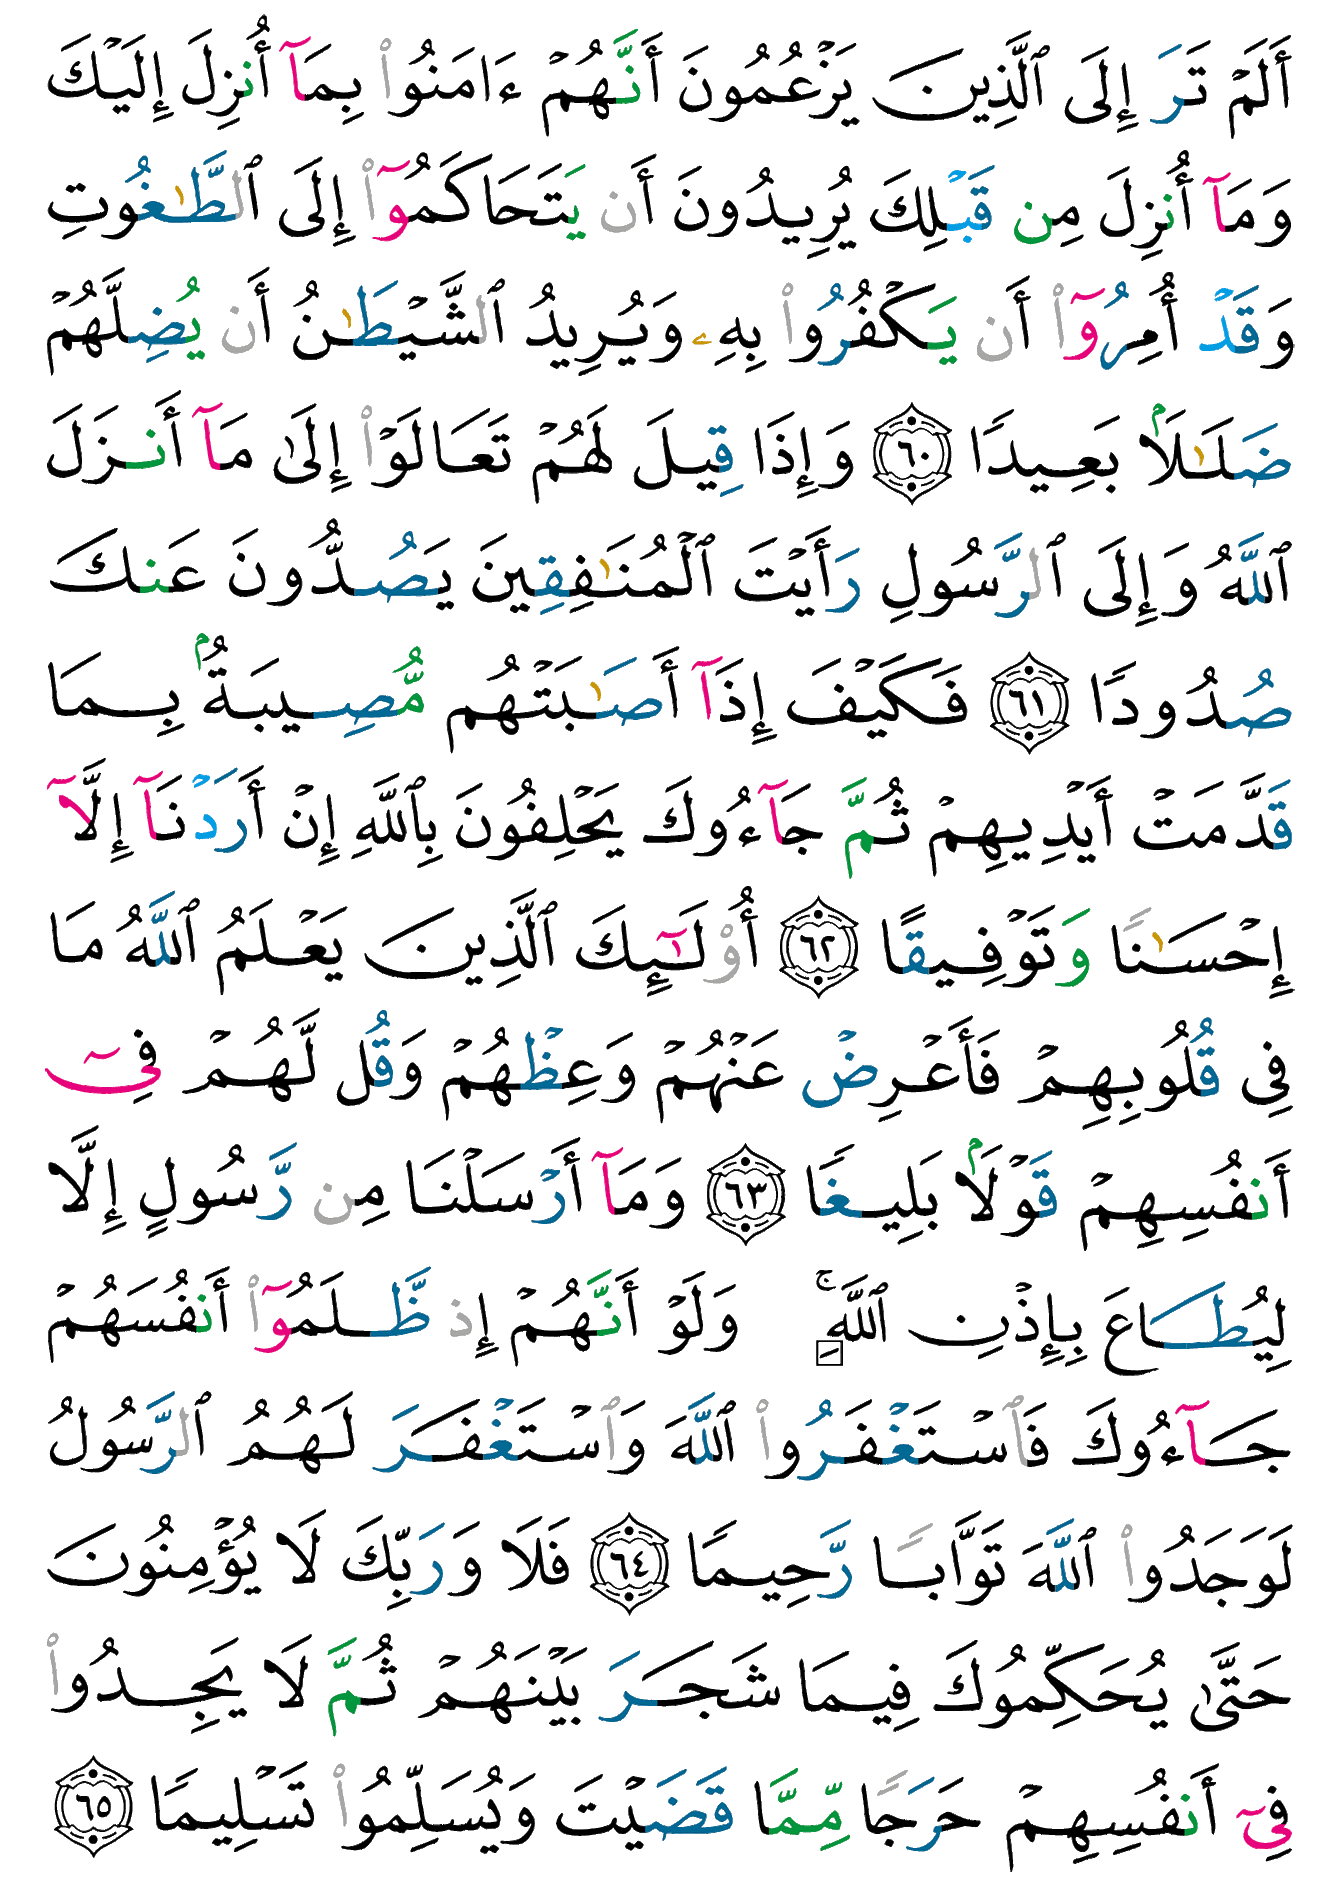 أَلَمۡ تَرَ إِلَى ٱلَّذِينَ يَزۡعُمُونَ أَنَّهُمۡ ءَامَنُواْ بِمَآ أُنزِلَ إِلَيۡكَ
وَمَآ أُنزِلَ مِن قَبۡلِكَ يُرِيدُونَ أَن يَتَحَاكَمُوٓاْ إِلَى ٱلطَّٰغُوتِ
وَقَدۡ أُمِرُوٓاْ أَن يَكۡفُرُواْ بِهِۦ وَيُرِيدُ ٱلشَّيۡطَٰنُ أَن يُضِلَّهُمۡ
ضَلَٰلَۢا بَعِيدٗا ٦٠ وَإِذَا قِيلَ لَهُمۡ تَعَالَوۡاْ إِلَىٰ مَآ أَنزَلَ
ٱللَّهُ وَإِلَى ٱلرَّسُولِ رَأَيۡتَ ٱلۡمُنَٰفِقِينَ يَصُدُّونَ عَنكَ
صُدُودٗا ٦١ فَكَيۡفَ إِذَآ أَصَٰبَتۡهُم مُّصِيبَةُۢ بِمَا
قَدَّمَتۡ أَيۡدِيهِمۡ ثُمَّ جَآءُوكَ يَحۡلِفُونَ بِٱللَّهِ إِنۡ أَرَدۡنَآ إِلَّآ
إِحۡسَٰنٗا وَتَوۡفِيقًا ٦٢ أُوْلَٰٓئِكَ ٱلَّذِينَ يَعۡلَمُ ٱللَّهُ مَا
فِي قُلُوبِهِمۡ فَأَعۡرِضۡ عَنۡهُمۡ وَعِظۡهُمۡ وَقُل لَّهُمۡ فِيٓ
أَنفُسِهِمۡ قَوۡلَۢا بَلِيغٗا ٦٣ وَمَآ أَرۡسَلۡنَا مِن رَّسُولٍ إِلَّا
لِيُطَاعَ بِإِذۡنِ ٱللَّهِۚ وَلَوۡ أَنَّهُمۡ إِذ ظَّلَمُوٓاْ أَنفُسَهُمۡ
جَآءُوكَ فَٱسۡتَغۡفَرُواْ ٱللَّهَ وَٱسۡتَغۡفَرَ لَهُمُ ٱلرَّسُولُ
لَوَجَدُواْ ٱللَّهَ تَوَّابٗا رَّحِيمٗا ٦٤ فَلَا وَرَبِّكَ لَا يُؤۡمِنُونَ
حَتَّىٰ يُحَكِّمُوكَ فِيمَا شَجَرَ بَيۡنَهُمۡ ثُمَّ لَا يَجِدُواْ
فِيٓ أَنفُسِهِمۡ حَرَجٗا مِّمَّا قَضَيۡتَ وَيُسَلِّمُواْ تَسۡلِيمٗا ٦٥